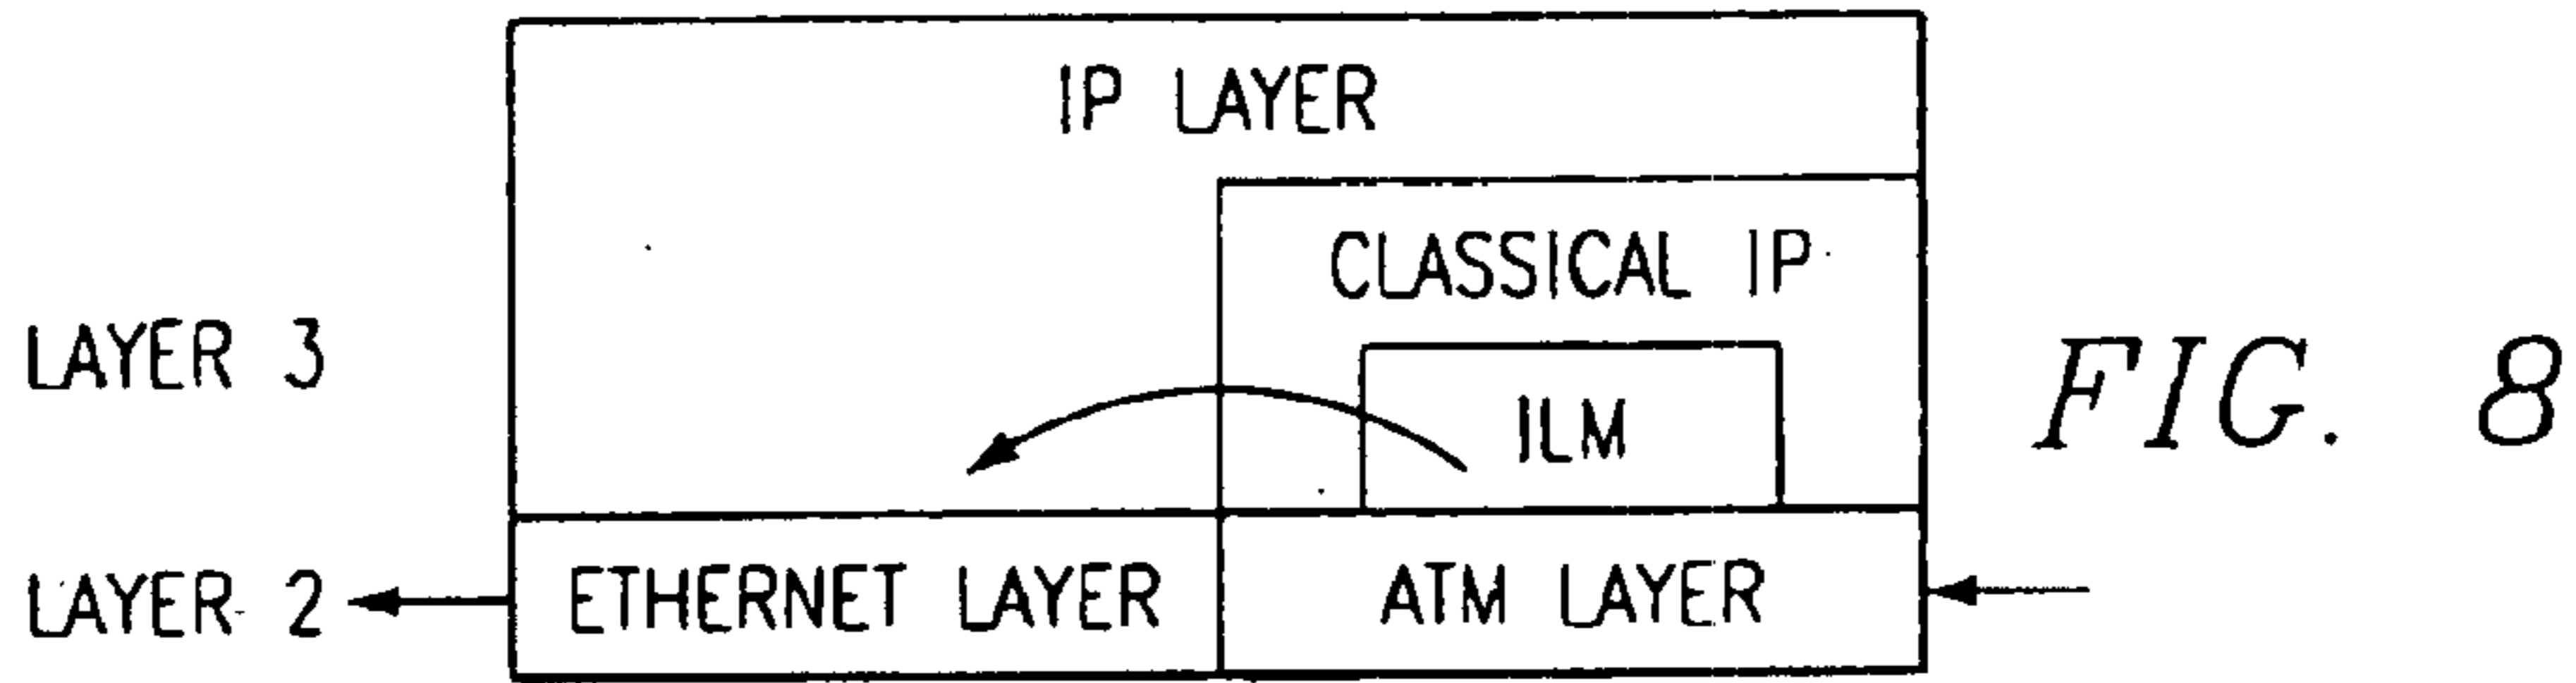 IP LAYER
CLASSICAL IP
LAYER 3
ILM
FIG. 8
LAYER 2
ETHERNET LAYER
ATM LAYER